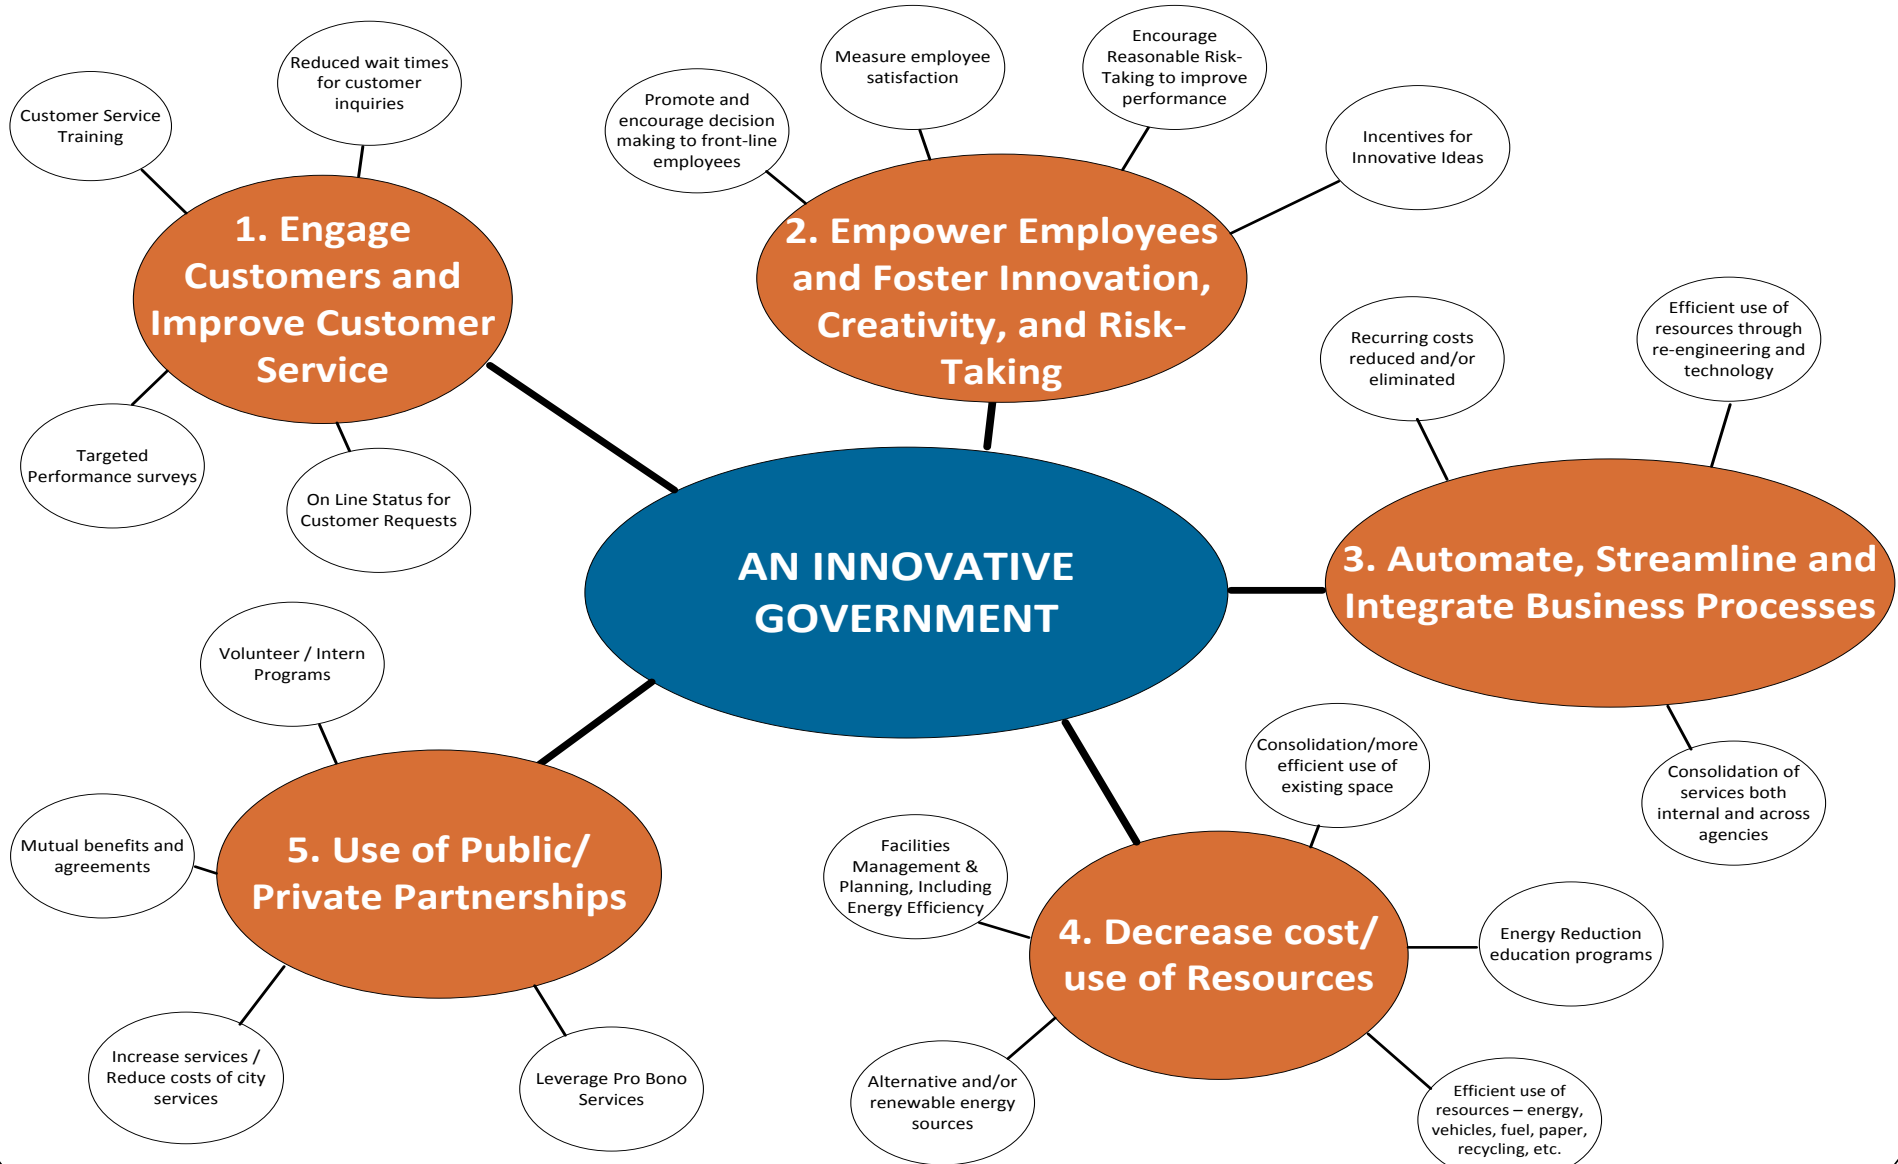 Reduced wait times
for customer
inquiries
Customer Service
Training
1. Engage
Customers and
Improve Customer
Service
Targeted
Performance surveys
On Line Status for
Customer Requests
Measure employee
satisfaction
Encourage
Reasonable Risk-
Taking to improve
performance
Promote and
encourage decision
making to front-line
employees
Incentives for
Innovative Ideas
2. Empower Employees
and Foster Innovation,
Creativity, and Risk-
Taking
Recurring costs
reduced and/or
eliminated
Efficient use of
resources through
re-engineering and
technology
3. Automate, Streamline and
Integrate Business Processes
Consolidation of
services both
internal and across
agencies
AN INNOVATIVE
GOVERNMENT
Consolidation/more
efficient use of
existing space
Facilities
Management &
Planning, Including
Energy Efficiency
4. Decrease cost/
use of Resources
Energy Reduction
education programs
Alternative and/or
renewable energy
sources
Efficient use of
resources – energy,
vehicles, fuel, paper,
recycling, etc.
Volunteer / Intern
Programs
Mutual benefits and
agreements
5. Use of Public/
Private Partnerships
Increase services /
Reduce costs of city
services
Leverage Pro Bono
Services